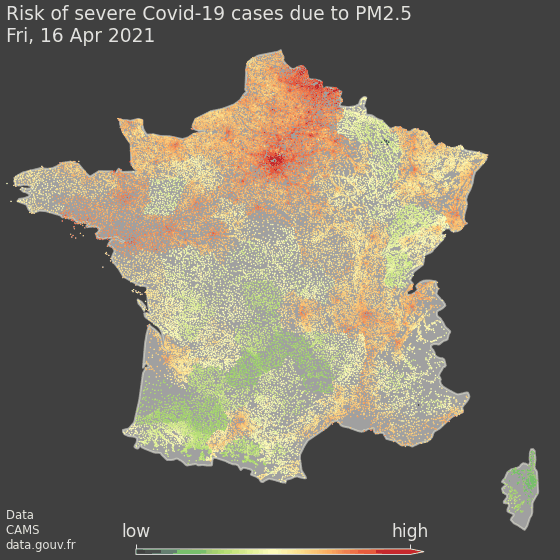 Risk of severe Covid-19 cases due to PM2.5
Fri, 16 Apr 2021
Data
CAMS
data.gouv.fr
low
high